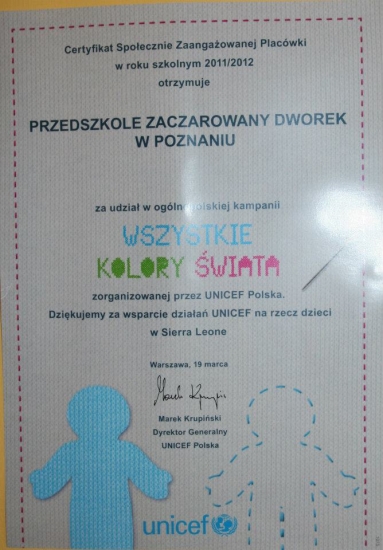 Certyfikat Społecznie Zaangażowanej Placówki
w roku szkolnym 2011/2012
otrzymuje
PRZEDSZKOLE ZACZAROWANY DWOREK
W POZNANIU
za udział w ogólnopolskiej kampanii
WSZYSTKIE
KOLORY ŚWIATA
zorganizowanej przez UNICEF Polska.
Dziękujemy za wsparcie działań UNICEF na rzecz dzieci
w Sierra Leone
Warszawa, 19 marca
Marek Krupiński
Marek Krupiński
Dyrektor Generalny
UNICEF Polska
unicef